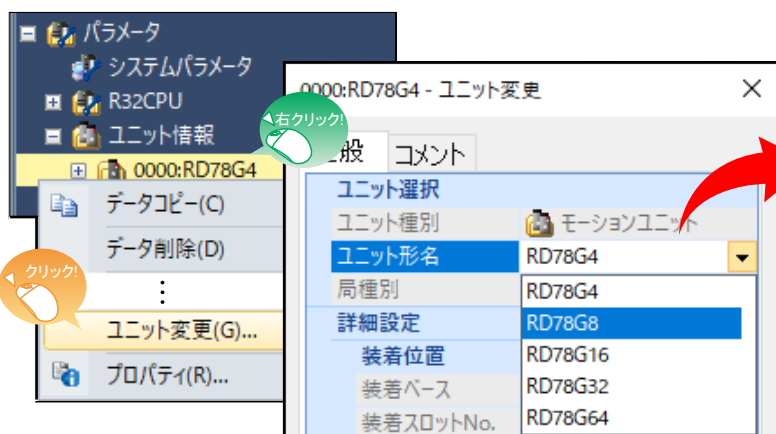 パラメータ
システムパラメータ
R32CPU
ユニット情報
0000:RD78G4
右クリック!
データコピー(C)
データ削除(D)
クリック!
ユニット変更(G)...
プロパティ(R)...
0000:RD78G4 - ユニット変更
般 コメント
ユニット選択
ユニット種別 モーションユニット
ユニット形名 RD78G4
局種別 RD78G4
詳細設定 RD78G8
装着位置 RD78G16
装着ベース RD78G32
装着スロットNo. RD78G64